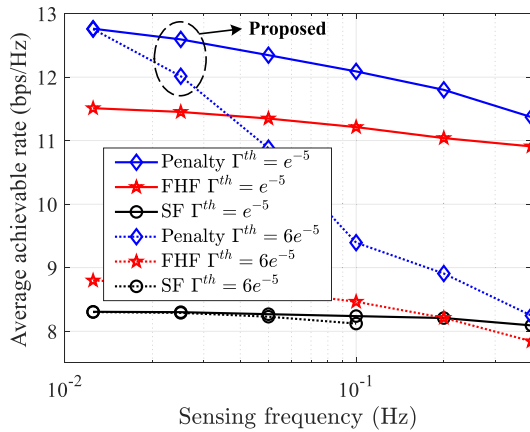 13
12
11
10
9
8
Average achievable rate (bps/Hz)
Proposed
Penalty Γ^{th} = e^{-5}
FHF Γ^{th} = e^{-5}
SF Γ^{th} = e^{-5}
Penalty Γ^{th} = 6e^{-5}
FHF Γ^{th} = 6e^{-5}
SF Γ^{th} = 6e^{-5}
10^{-2}
10^{-1}
Sensing frequency (Hz)